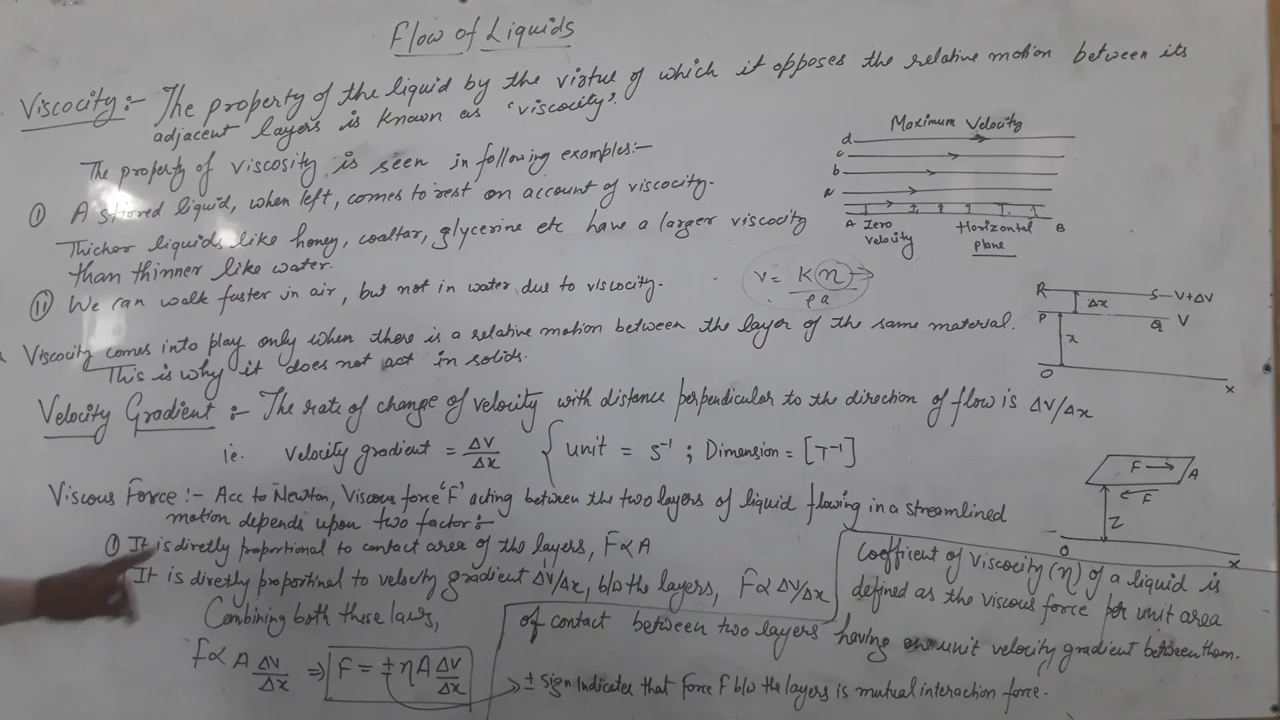 Flow of Liquids
Viscocity:- The property of the liquid by the virtue of which it opposes the relative motion between its
adjacent layers is known as 'viscocity'.
The property of viscosity is seen in following examples:-
(I) A stirred liquid, when left, comes to rest on account of viscocity.
Thicker liquids like honey, coaltar, glycerine etc have a larger viscocity
than thinner like water.
(II) We can walk faster in air, but not in water due to viscocity.
Viscocity comes into play only when there is a relative motion between the layer of the same material.
This is why it does not act in solids.
Velocity Gradient :- The rate of change of velocity with distance perpendicular to the direction of flow is ΔV/Δx
ie. velocity gradient = ΔV/Δx { unit = s⁻¹ ; Dimension = [T⁻¹]
Viscous Force :- Acc to Newton, Viscous force 'F' acting between the two layers of liquid flowing in a streamlined
motion depends upon two factor:-
(I) It is diretly proportional to contact area of the layers, F∝A
It is diretly proportinal to velocity gradient ΔV/Δx, b/w the layers, F∝ΔV/Δx
Combining both these laws,
F∝ A ΔV/Δx ⇒ F = ± η A ΔV/Δx
Coefficient of Viscosity (η) of a liquid is
defined as the viscous force per unit area
of contact between two layers having unit velocity gradient between them.
± Sign Indicates that Force F b/w the layers is mutual interaction force.
V = K(η)/ρa
Maximum Velocity
d
c
b
a
A Zero Velocity
Horizontal plane
B
R S V+ΔV
Δx
P Q V
x
O X
F A
F
Z
O X